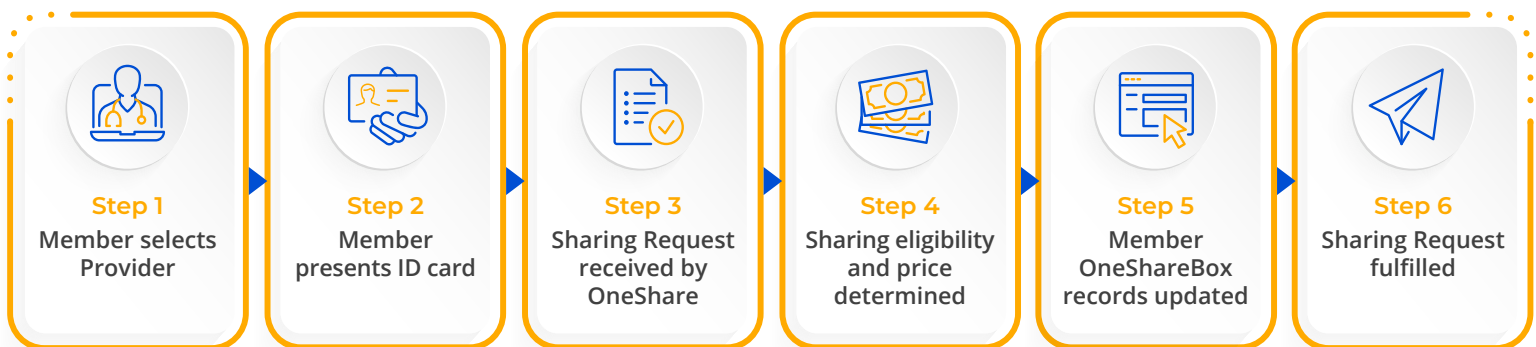 Step 1
Member selects
Provider
Step 2
Member
presents ID card
Step 3
Sharing Request
received by
OneShare
Step 4
Sharing eligibility
and price
determined
Step 5
Member
OneShareBox
records updated
Step 6
Sharing Request
fulfilled